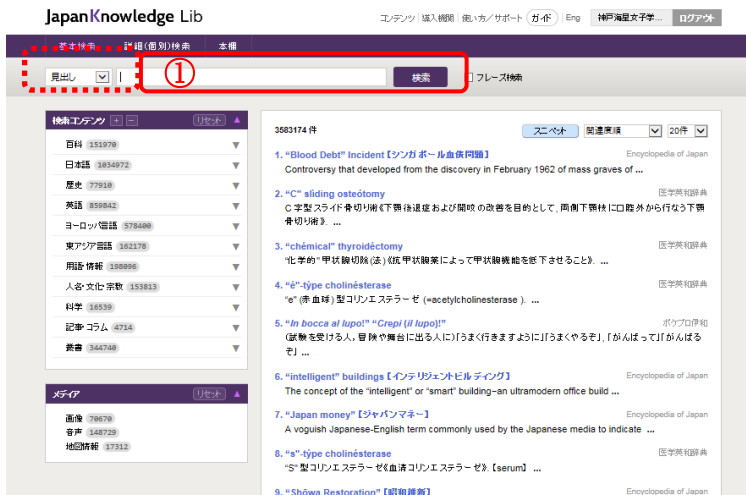 JapanKnowledge Lib
コンテンツ 導入機関 使い方/サポート ガイド Eng 神戸海星女子学... ログアウト
基本検索 詳細(個別)検索 本棚
見出し ① 検索 フレーズ検索
検索コンテンツ + − リセット ▲
百科 151970 ▼
日本語 1034972 ▼
歴史 77910 ▼
英語 859842 ▼
ヨーロッパ言語 578400 ▼
東アジア言語 162178 ▼
用語・情報 198096 ▼
人名・文化・宗教 153813 ▼
科学 16539 ▼
記事・コラム 4714 ▼
叢書 344740 ▼
メディア リセット ▲
画像 70670
音声 148729
地図情報 17312
3583174 件 スニペット 関連度順 20件
1. “Blood Debt” Incident【シンガポール血債問題】 Encyclopedia of Japan
Controversy that developed from the discovery in February 1962 of mass graves of ...
2. “C” slíding osteótomy 医学英和辞典
C 字型スライド骨切り術《下顎後退症および開咬の改善を目的として,両側下顎枝に口腔外から行なう下顎
骨切り術》. ...
3. “chémical” thyroidéctomy 医学英和辞典
“化学的”甲状腺切除(法)《抗甲状腺薬によって甲状腺機能を低下させること》. ...
4. “é”-tỳpe cholinésterase 医学英和辞典
“e” (赤血球) 型コリンエステラーゼ (=acetylcholinesterase ). ...
5. “In bocca al lupo!” “Crepi (il lupo)!” ポケプロ伊和
(試験を受ける人,冒険や舞台に出る人に)「うまく行きますように」「うまくやるぞ」,「がんばって」「がんばる
ぞ」 ...
6. “intelligent” buildings【インテリジェントビルディング】 Encyclopedia of Japan
The concept of the “intelligent” or “smart” building–an ultramodern office build ...
7. “Japan money”【ジャパンマネー】 Encyclopedia of Japan
A voguish Japanese-English term commonly used by the Japanese media to indicate ...
8. “s”-tỳpe cholinésterase 医学英和辞典
“S” 型コリンエステラーゼ《血清コリンエステラーゼ》.【serum】 ...
9. “Shōwa Restoration”【昭和維新】 Encyclopedia of Japan